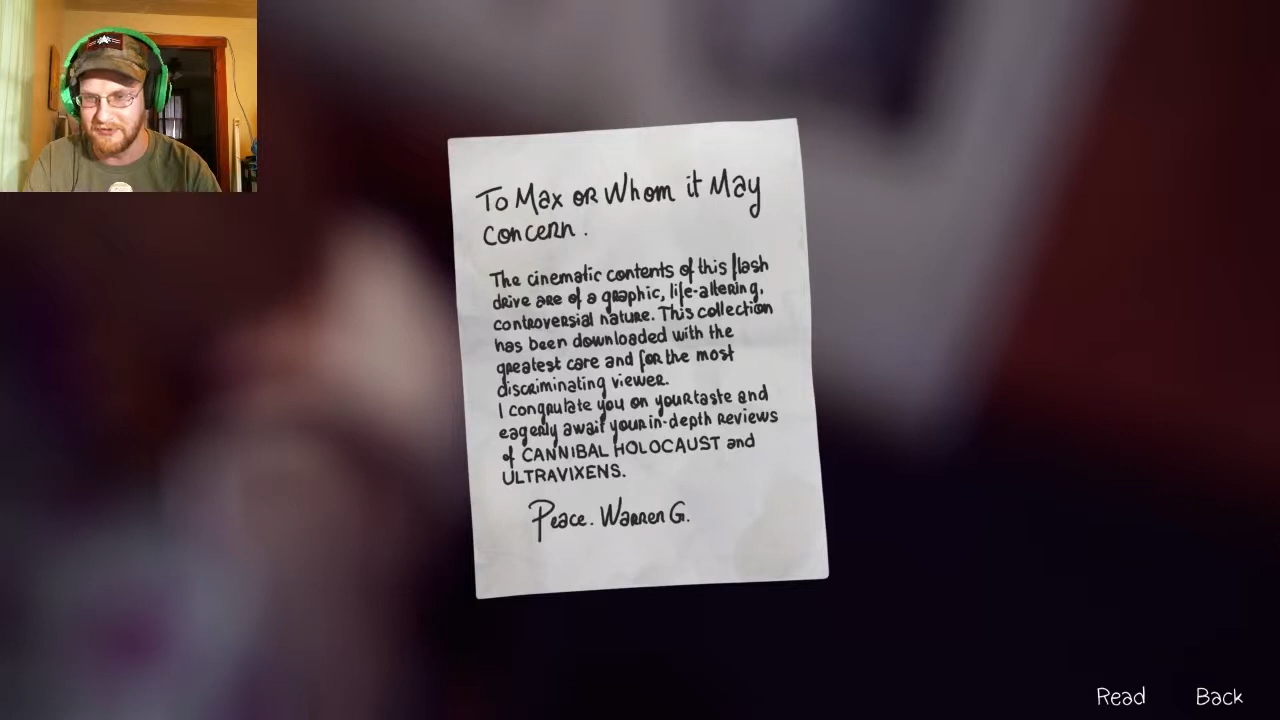 To Max or Whom it May
Concern.
The cinematic contents of this flash
drive are of a graphic, life-altering,
controversial nature. This collection
has been downloaded with the
greatest care and for the most
discriminating viewer.
I congrulate you on your taste and
eagerly await your in-depth reviews
of CANNIBAL HOLOCAUST and
ULTRAVIXENS.
Peace. Warren G.
Read Back